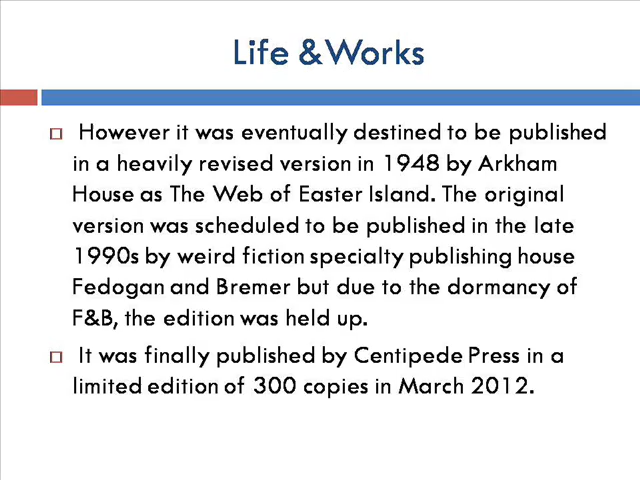 Life & Works
However it was eventually destined to be published
in a heavily revised version in 1948 by Arkham
House as The Web of Easter Island. The original
version was scheduled to be published in the late
1990s by weird fiction specialty publishing house
Fedogan and Bremer but due to the dormancy of
F&B, the edition was held up.
It was finally published by Centipede Press in a
limited edition of 300 copies in March 2012.